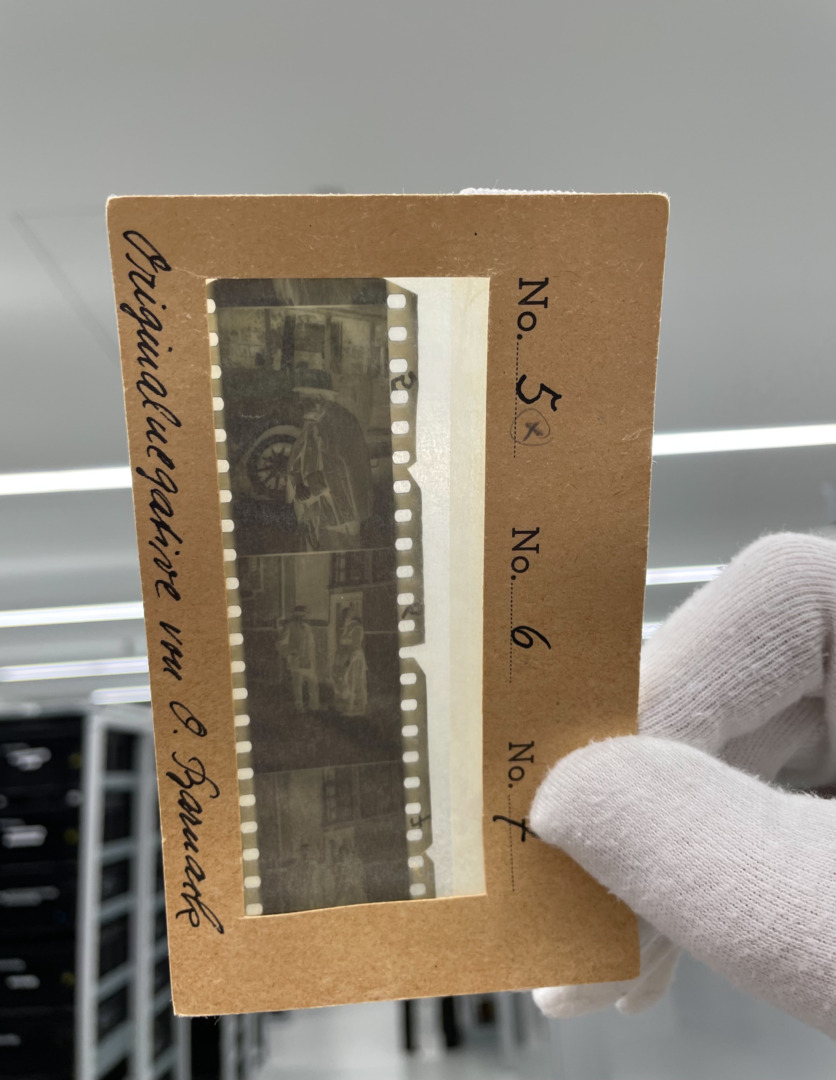 No. 5 x No. 6 No. 7
Originalnegative von O. Barnack